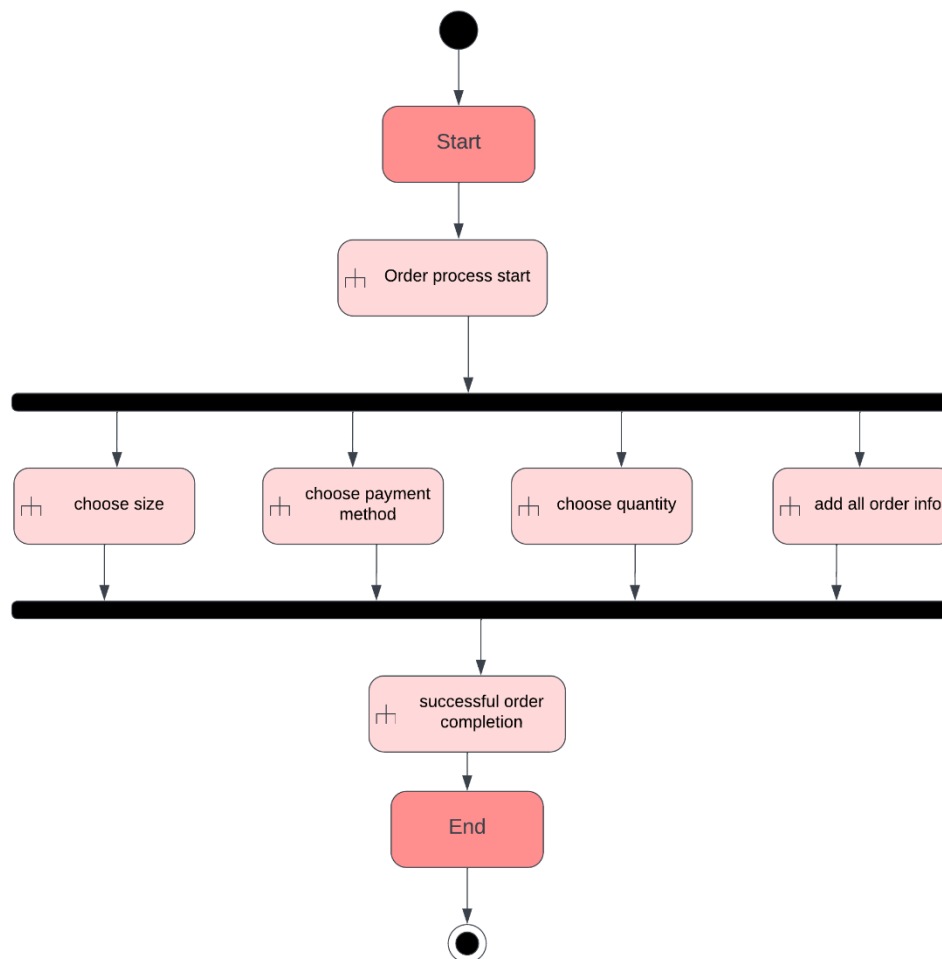 Start
Order process start
choose size
choose payment
method
choose quantity
add all order info
successful order
completion
End